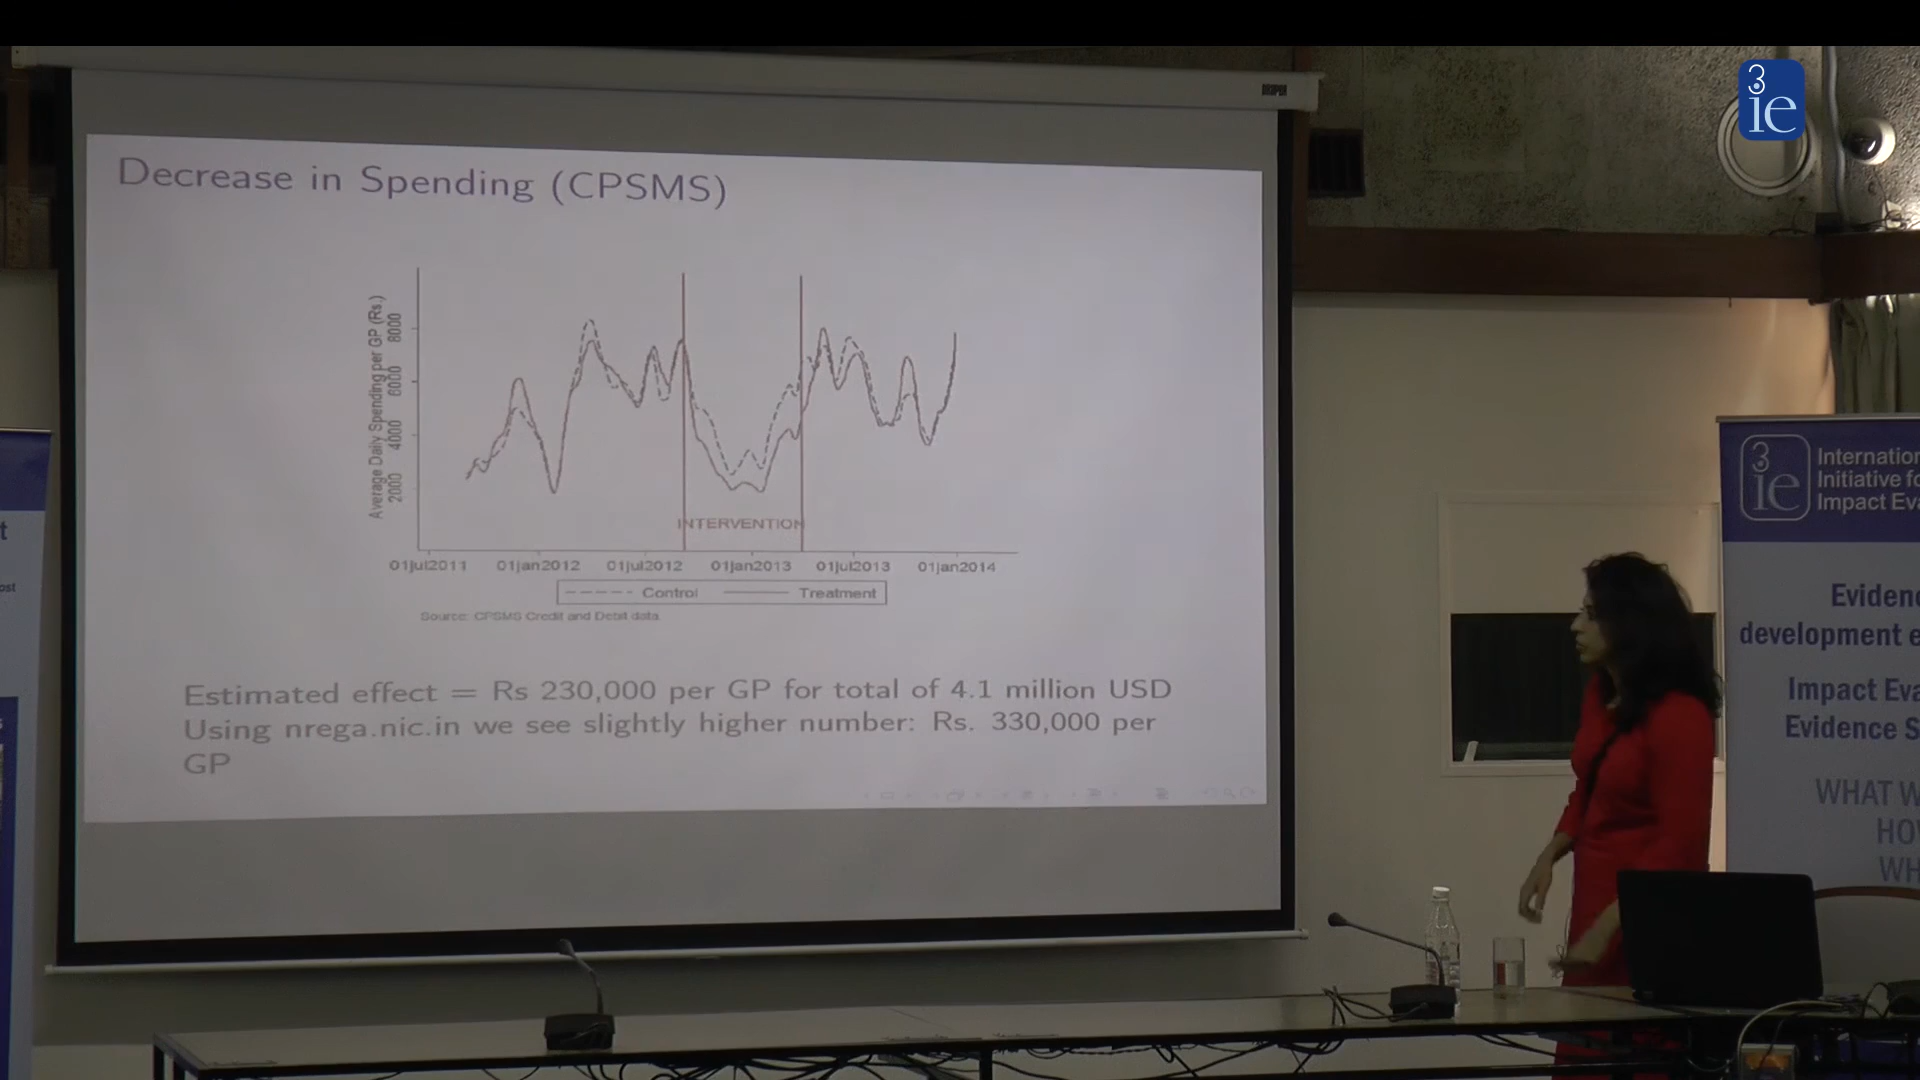 3ie
Decrease in Spending (CPSMS)
Average Daily Spending per GP (Rs.)
8000
6000
4000
2000
INTERVENTION
01jul2011 01jan2012 01jul2012 01jan2013 01jul2013 01jan2014
Control Treatment
Source: CPSMS Credit and Debit data
Estimated effect = Rs 230,000 per GP for total of 4.1 million USD
Using nrega.nic.in we see slightly higher number: Rs. 330,000 per
GP
3ie
Internation
Initiative fo
Impact Eva
Evidenc
development e
Impact Eva
Evidence S
WHAT W
HOW
WH
t
ost